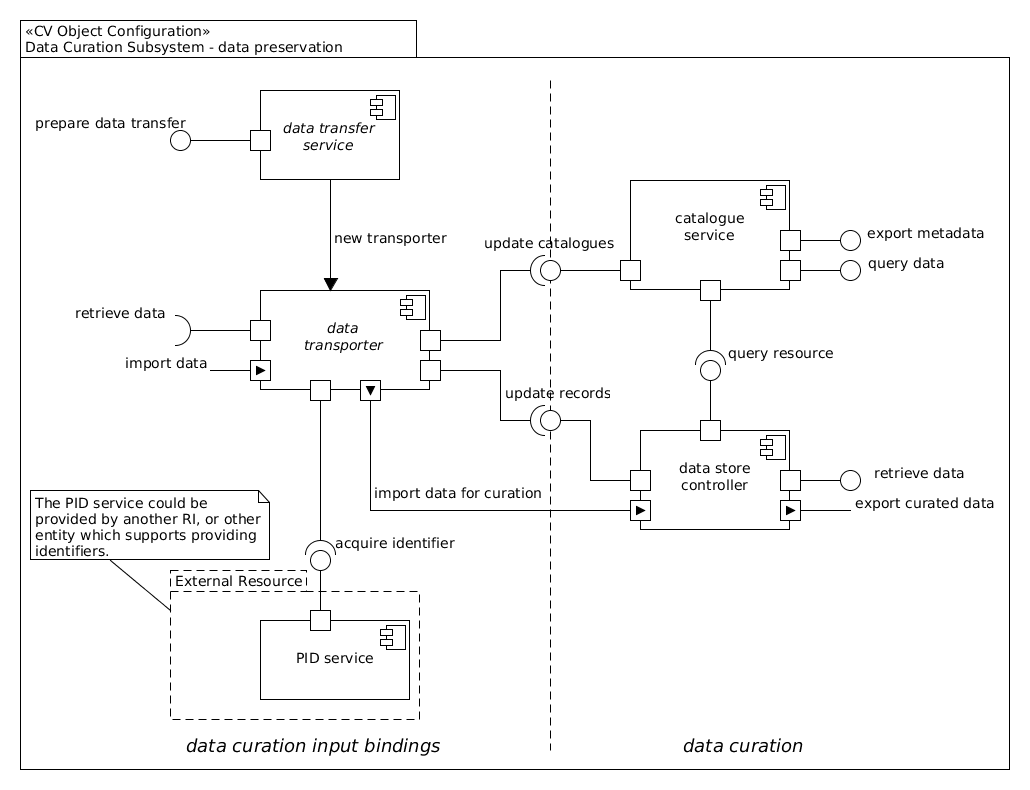 «CV Object Configuration»
Data Curation Subsystem - data preservation
prepare data transfer
data transfer
service
new transporter
update catalogues
catalogue
service
export metadata
query data
retrieve data
import data
data
transporter
query resource
update records
data store
controller
retrieve data
export curated data
import data for curation
The PID service could be
provided by another RI, or other
entity which supports providing
identifiers.
acquire identifier
External Resource
PID service
data curation input bindings
data curation